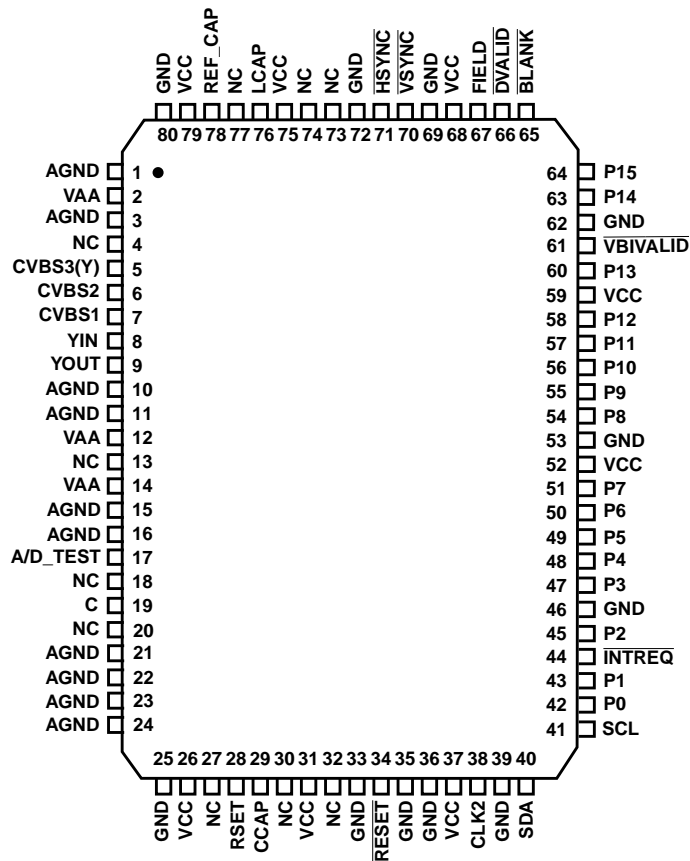 GND VCC REF_CAP NC LCAP VCC NC NC GND HSYNC VSYNC GND VCC FIELD DVALID BLANK
80 79 78 77 76 75 74 73 72 71 70 69 68 67 66 65
AGND 1 64 P15
VAA 2 63 P14
AGND 3 62 GND
NC 4 61 VBIVALID
CVBS3(Y) 5 60 P13
CVBS2 6 59 VCC
CVBS1 7 58 P12
YIN 8 57 P11
YOUT 9 56 P10
AGND 10 55 P9
AGND 11 54 P8
VAA 12 53 GND
NC 13 52 VCC
VAA 14 51 P7
AGND 15 50 P6
AGND 16 49 P5
A/D_TEST 17 48 P4
NC 18 47 P3
C 19 46 GND
NC 20 45 P2
AGND 21 44 INTREQ
AGND 22 43 P1
AGND 23 42 P0
AGND 24 41 SCL
25 26 27 28 29 30 31 32 33 34 35 36 37 38 39 40
GND VCC NC RSET CCAP NC VCC NC GND RESET GND GND VCC CLK2 GND SDA